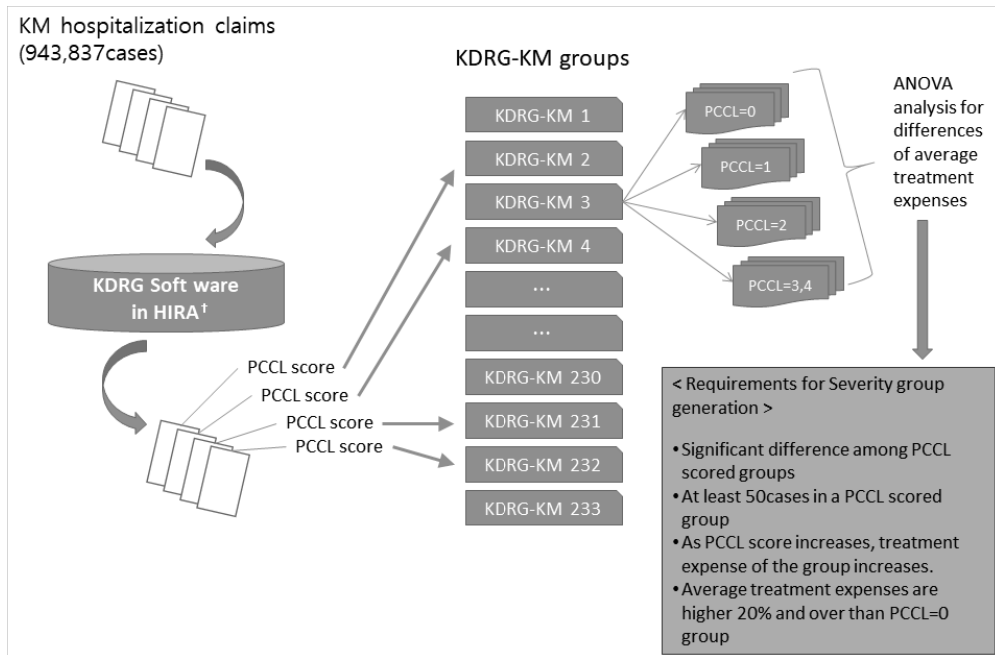 KM hospitalization claims
(943,837cases)
KDRG Soft ware
in HIRA†
PCCL score
PCCL score
PCCL score
PCCL score
KDRG-KM groups
KDRG-KM 1
KDRG-KM 2
KDRG-KM 3
KDRG-KM 4
...
...
KDRG-KM 230
KDRG-KM 231
KDRG-KM 232
KDRG-KM 233
PCCL=0
PCCL=1
PCCL=2
PCCL=3,4
ANOVA
analysis for
differences
of average
treatment
expenses
< Requirements for Severity group
generation >
•Significant difference among PCCL
scored groups
•At least 50cases in a PCCL scored
group
•As PCCL score increases, treatment
expense of the group increases.
•Average treatment expenses are
higher 20% and over than PCCL=0
group